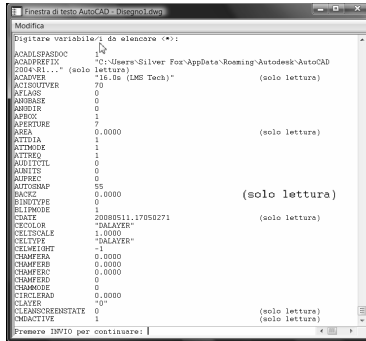 Finestra di testo AutoCAD - Disegno1.dwg
Modifica
Digitare variabile/i da elencare <*>:
ACADLSPASDOC 1
ACADPREFIX "C:\Users\Silver Fox\AppData\Roaming\Autodesk\AutoCAD
2004\R1..." (solo lettura)
ACADVER "16.0s (LMS Tech)" (solo lettura)
ACISOUTVER 70
AFLAGS 0
ANGBASE 0
ANGDIR 0
APBOX 1
APERTURE 7
AREA 0.0000 (solo lettura)
ATTDIA 1
ATTMODE 1
ATTREQ 1
AUDITCTL 0
AUNITS 0
AUPREC 0
AUTOSNAP 55
BACKZ 0.0000 (solo lettura)
BINDTYPE 0
BLIPMODE 1
CDATE 20080511.17050271 (solo lettura)
CECOLOR "DALAYER"
CELTSCALE 1.0000
CELTYPE "DALAYER"
CELWEIGHT -1
CHAMFERA 0.0000
CHAMFERB 0.0000
CHAMFERC 0.0000
CHAMFERD 0
CHAMMODE 0
CIRCLERAD 0.0000
CLAYER "0"
CLEANSCREENSTATE 0 (solo lettura)
CMDACTIVE 1 (solo lettura)
Premere INVIO per continuare: